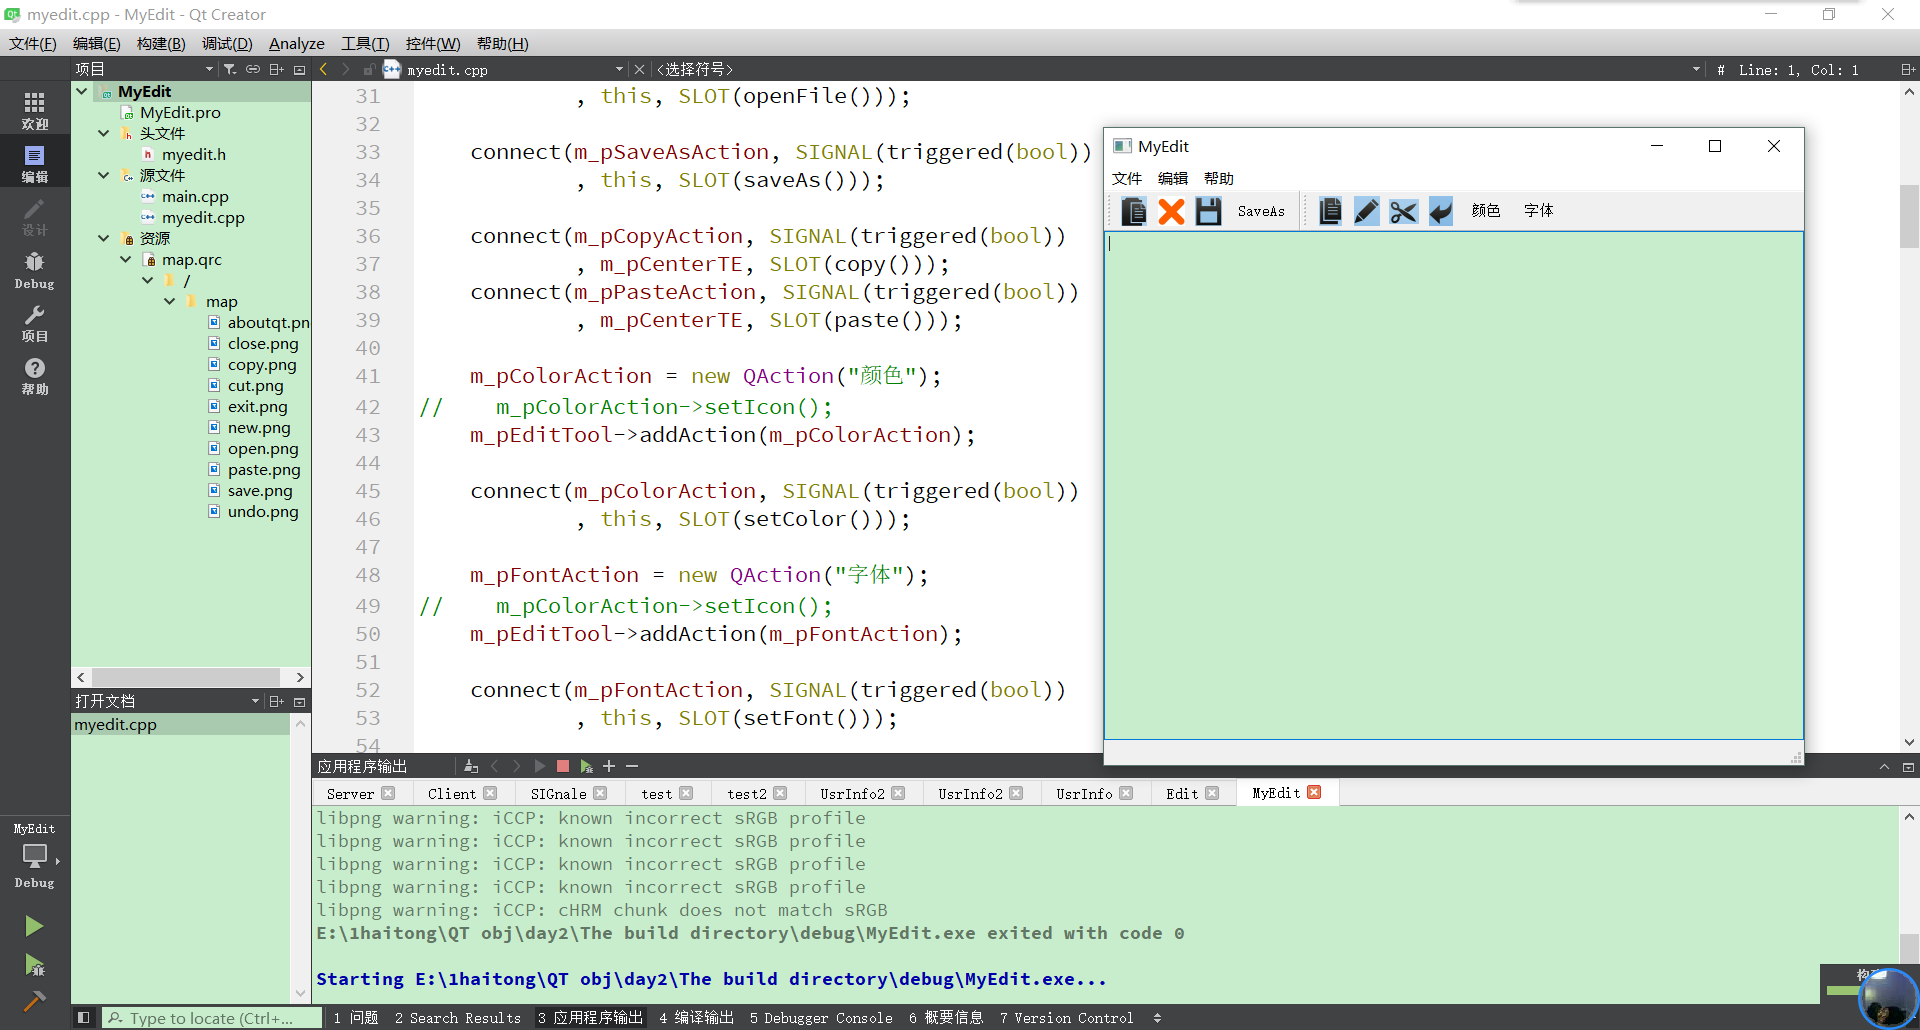 myedit.cpp - MyEdit - Qt Creator
文件(F) 编辑(E) 构建(B) 调试(D) Analyze 工具(T) 控件(W) 帮助(H)
项目
myedit.cpp
<选择符号>
# Line: 1, Col: 1
欢迎
编辑
设计
Debug
项目
帮助
MyEdit
MyEdit.pro
头文件
myedit.h
源文件
main.cpp
myedit.cpp
资源
map.qrc
/
map
aboutqt.pn
close.png
copy.png
cut.png
exit.png
new.png
open.png
paste.png
save.png
undo.png
打开文档
myedit.cpp
31 , this, SLOT(openFile()));
32
33 connect(m_pSaveAsAction, SIGNAL(triggered(bool))
34 , this, SLOT(saveAs()));
35
36 connect(m_pCopyAction, SIGNAL(triggered(bool))
37 , m_pCenterTE, SLOT(copy()));
38 connect(m_pPasteAction, SIGNAL(triggered(bool))
39 , m_pCenterTE, SLOT(paste()));
40
41 m_pColorAction = new QAction("颜色");
42 // m_pColorAction->setIcon();
43 m_pEditTool->addAction(m_pColorAction);
44
45 connect(m_pColorAction, SIGNAL(triggered(bool))
46 , this, SLOT(setColor()));
47
48 m_pFontAction = new QAction("字体");
49 // m_pColorAction->setIcon();
50 m_pEditTool->addAction(m_pFontAction);
51
52 connect(m_pFontAction, SIGNAL(triggered(bool))
53 , this, SLOT(setFont()));
54
MyEdit
文件 编辑 帮助
SaveAs 颜色 字体
应用程序输出
Server Client SIGnale test test2 UsrInfo2 UsrInfo2 UsrInfo Edit MyEdit
libpng warning: iCCP: known incorrect sRGB profile
libpng warning: iCCP: known incorrect sRGB profile
libpng warning: iCCP: known incorrect sRGB profile
libpng warning: iCCP: known incorrect sRGB profile
libpng warning: iCCP: cHRM chunk does not match sRGB
E:\1haitong\QT obj\day2\The build directory\debug\MyEdit.exe exited with code 0
Starting E:\1haitong\QT obj\day2\The build directory\debug\MyEdit.exe...
MyEdit
Debug
Type to locate (Ctrl+...
1 问题 2 Search Results 3 应用程序输出 4 编译输出 5 Debugger Console 6 概要信息 7 Version Control